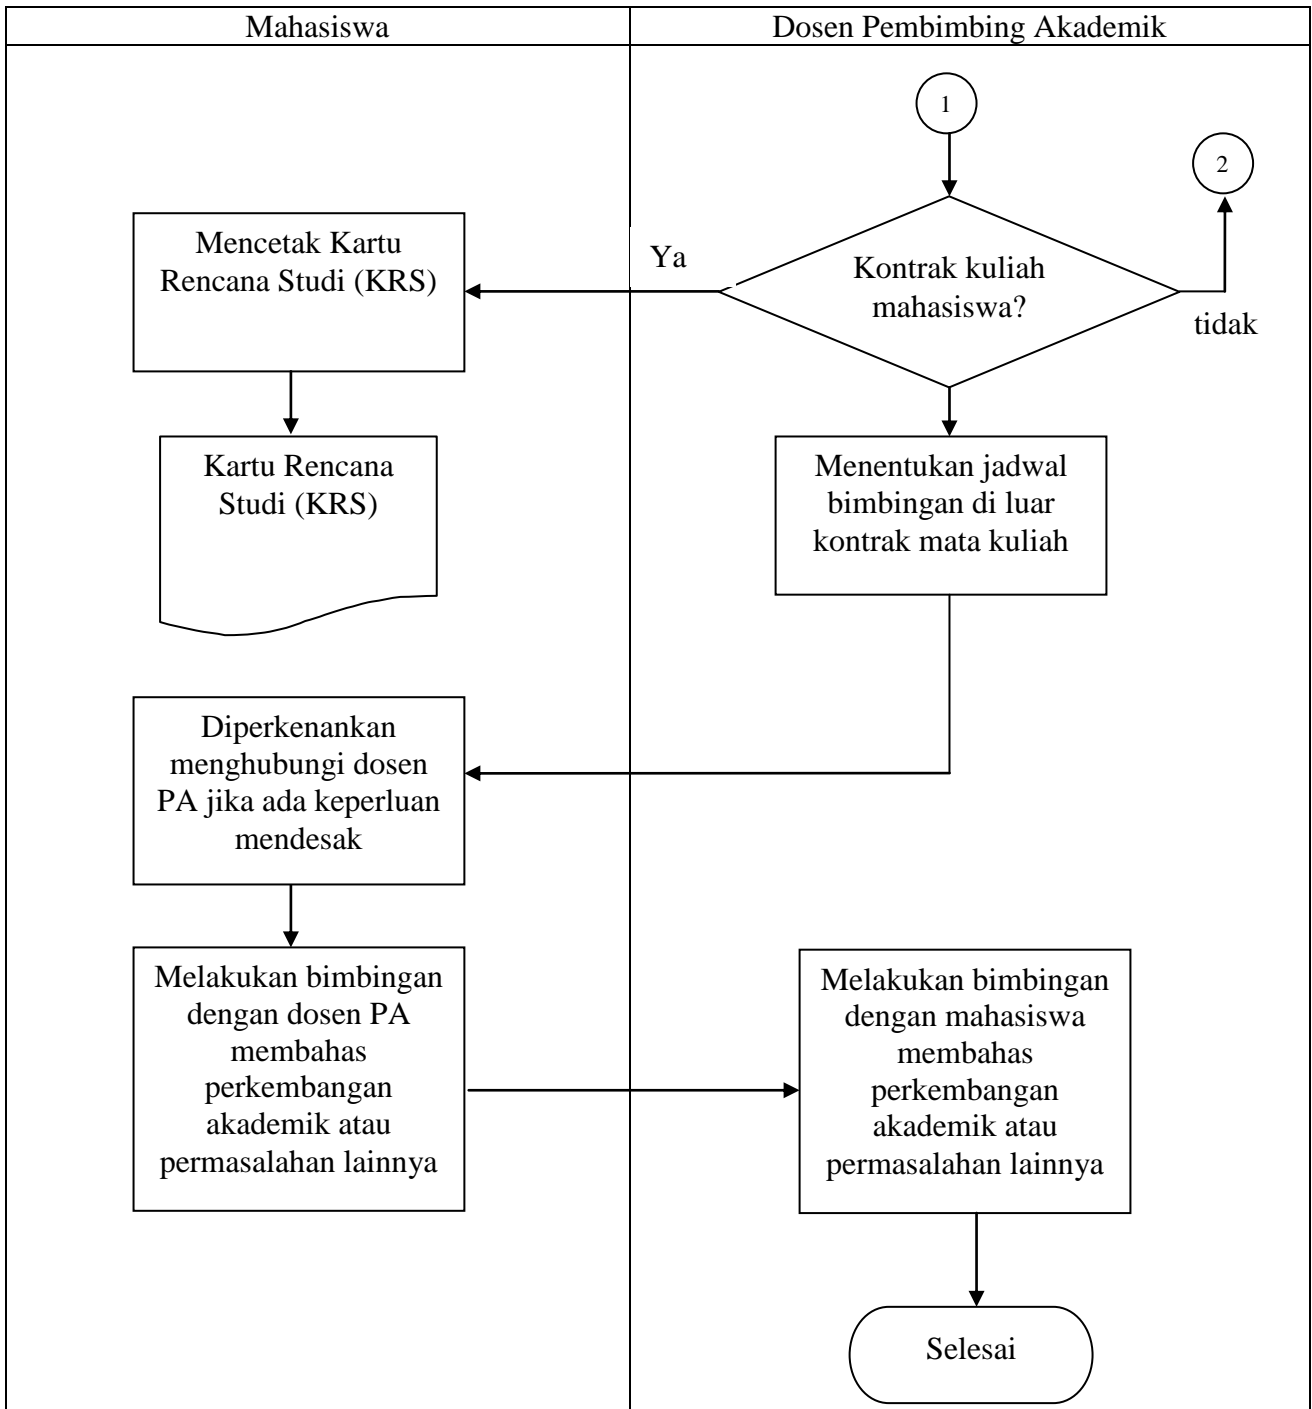 Mahasiswa
Dosen Pembimbing Akademik
1
2
Mencetak Kartu
Rencana Studi (KRS)
Ya
Kontrak kuliah
mahasiswa?
tidak
Kartu Rencana
Studi (KRS)
Menentukan jadwal
bimbingan di luar
kontrak mata kuliah
Diperkenankan
menghubungi dosen
PA jika ada keperluan
mendesak
Melakukan bimbingan
dengan dosen PA
membahas
perkembangan
akademik atau
permasalahan lainnya
Melakukan bimbingan
dengan mahasiswa
membahas
perkembangan
akademik atau
permasalahan lainnya
Selesai